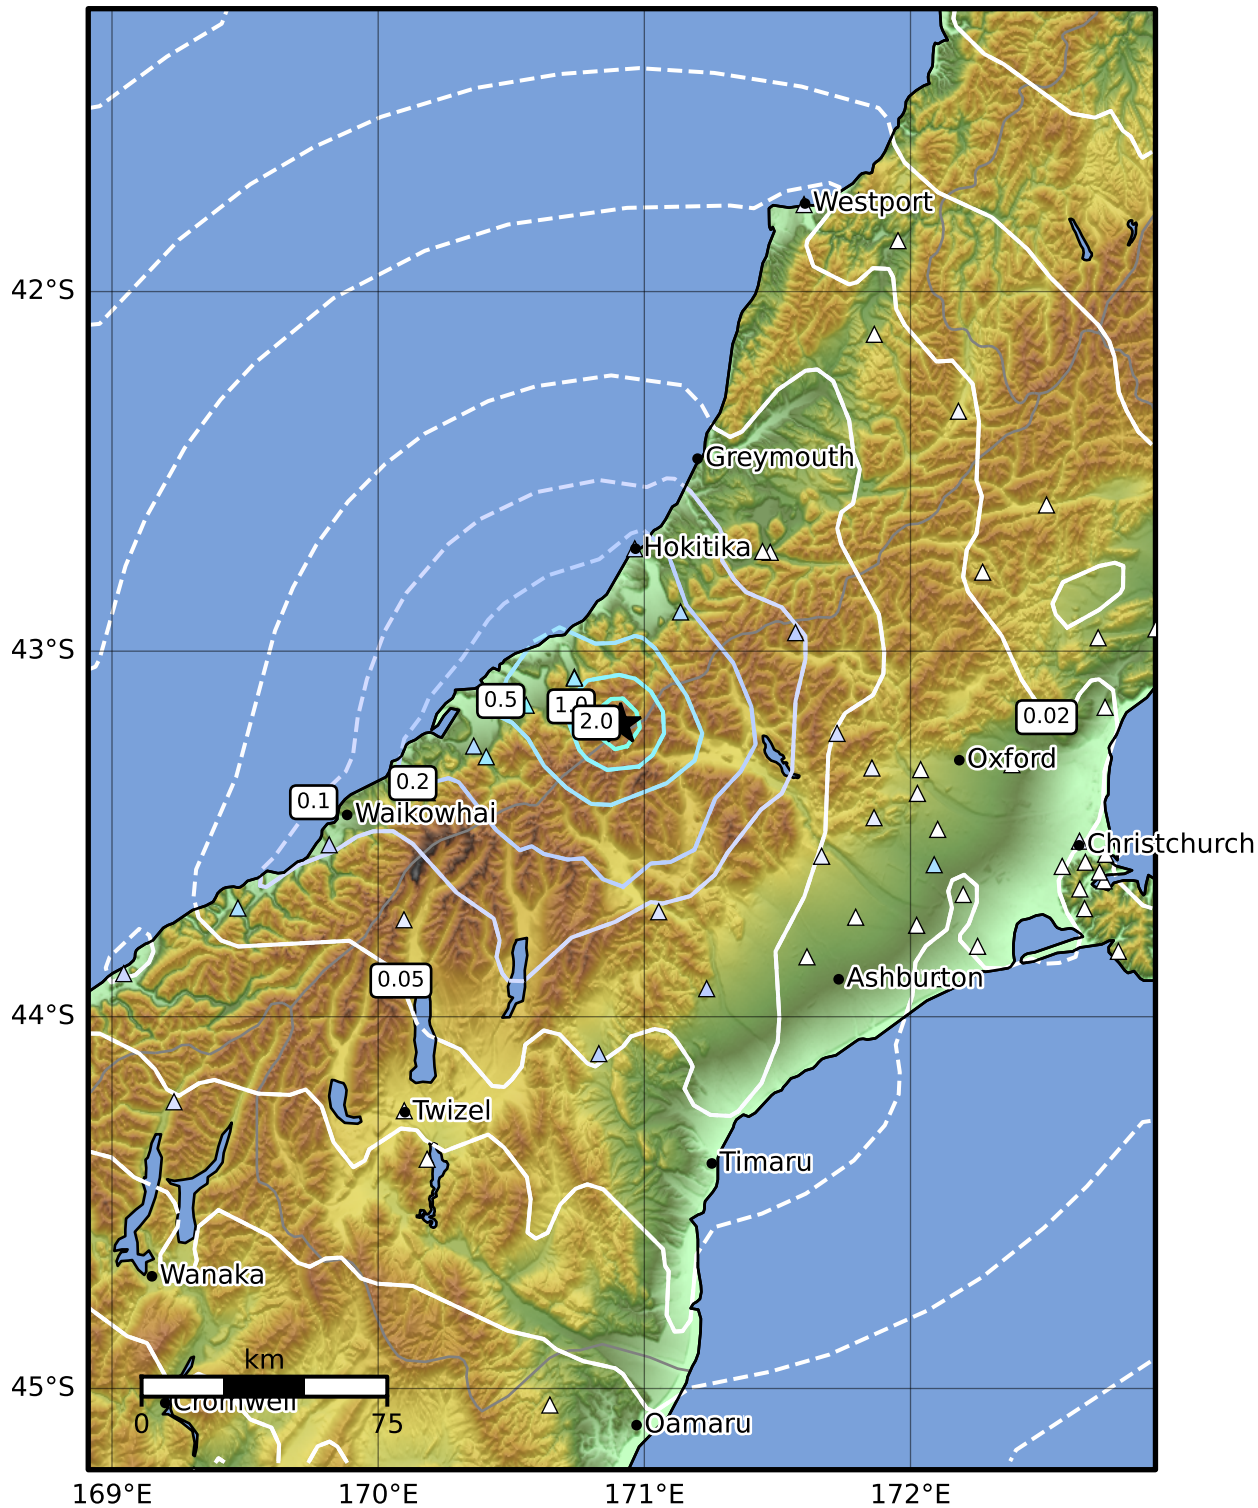 Westport
42°S
Greymouth
Hokitika
43°S
0.5
1.0
2.0
0.02
Oxford
0.2
0.1
Waikowhai
Christchurch
0.05
Ashburton
44°S
Twizel
Timaru
Wanaka
km
45°S
Cromwell
0
75
Oamaru
169°E
170°E
171°E
172°E